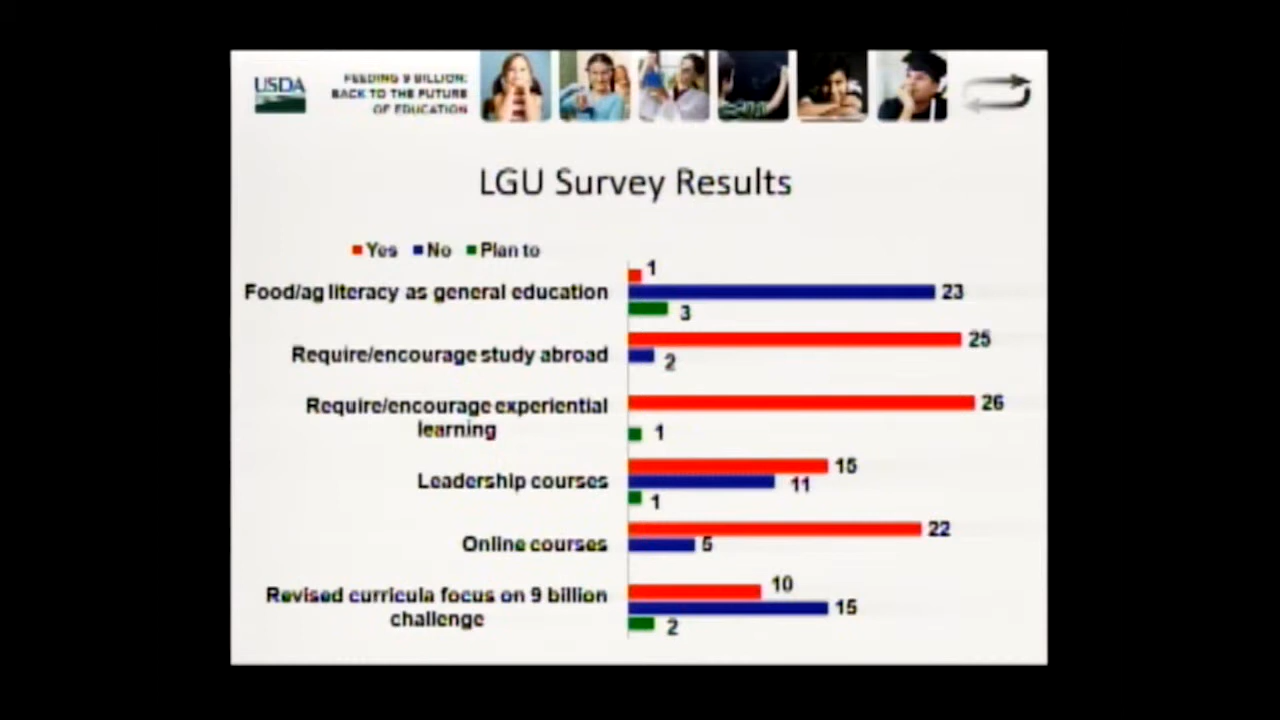 USDA
FEEDING 9 BILLION:
BACK TO THE FUTURE
OF EDUCATION
LGU Survey Results
Yes No Plan to
1
Food/ag literacy as general education 23
3
25
Require/encourage study abroad 2
Require/encourage experiential 26
learning 1
15
Leadership courses 11
1
22
Online courses 5
10
Revised curricula focus on 9 billion 15
challenge 2